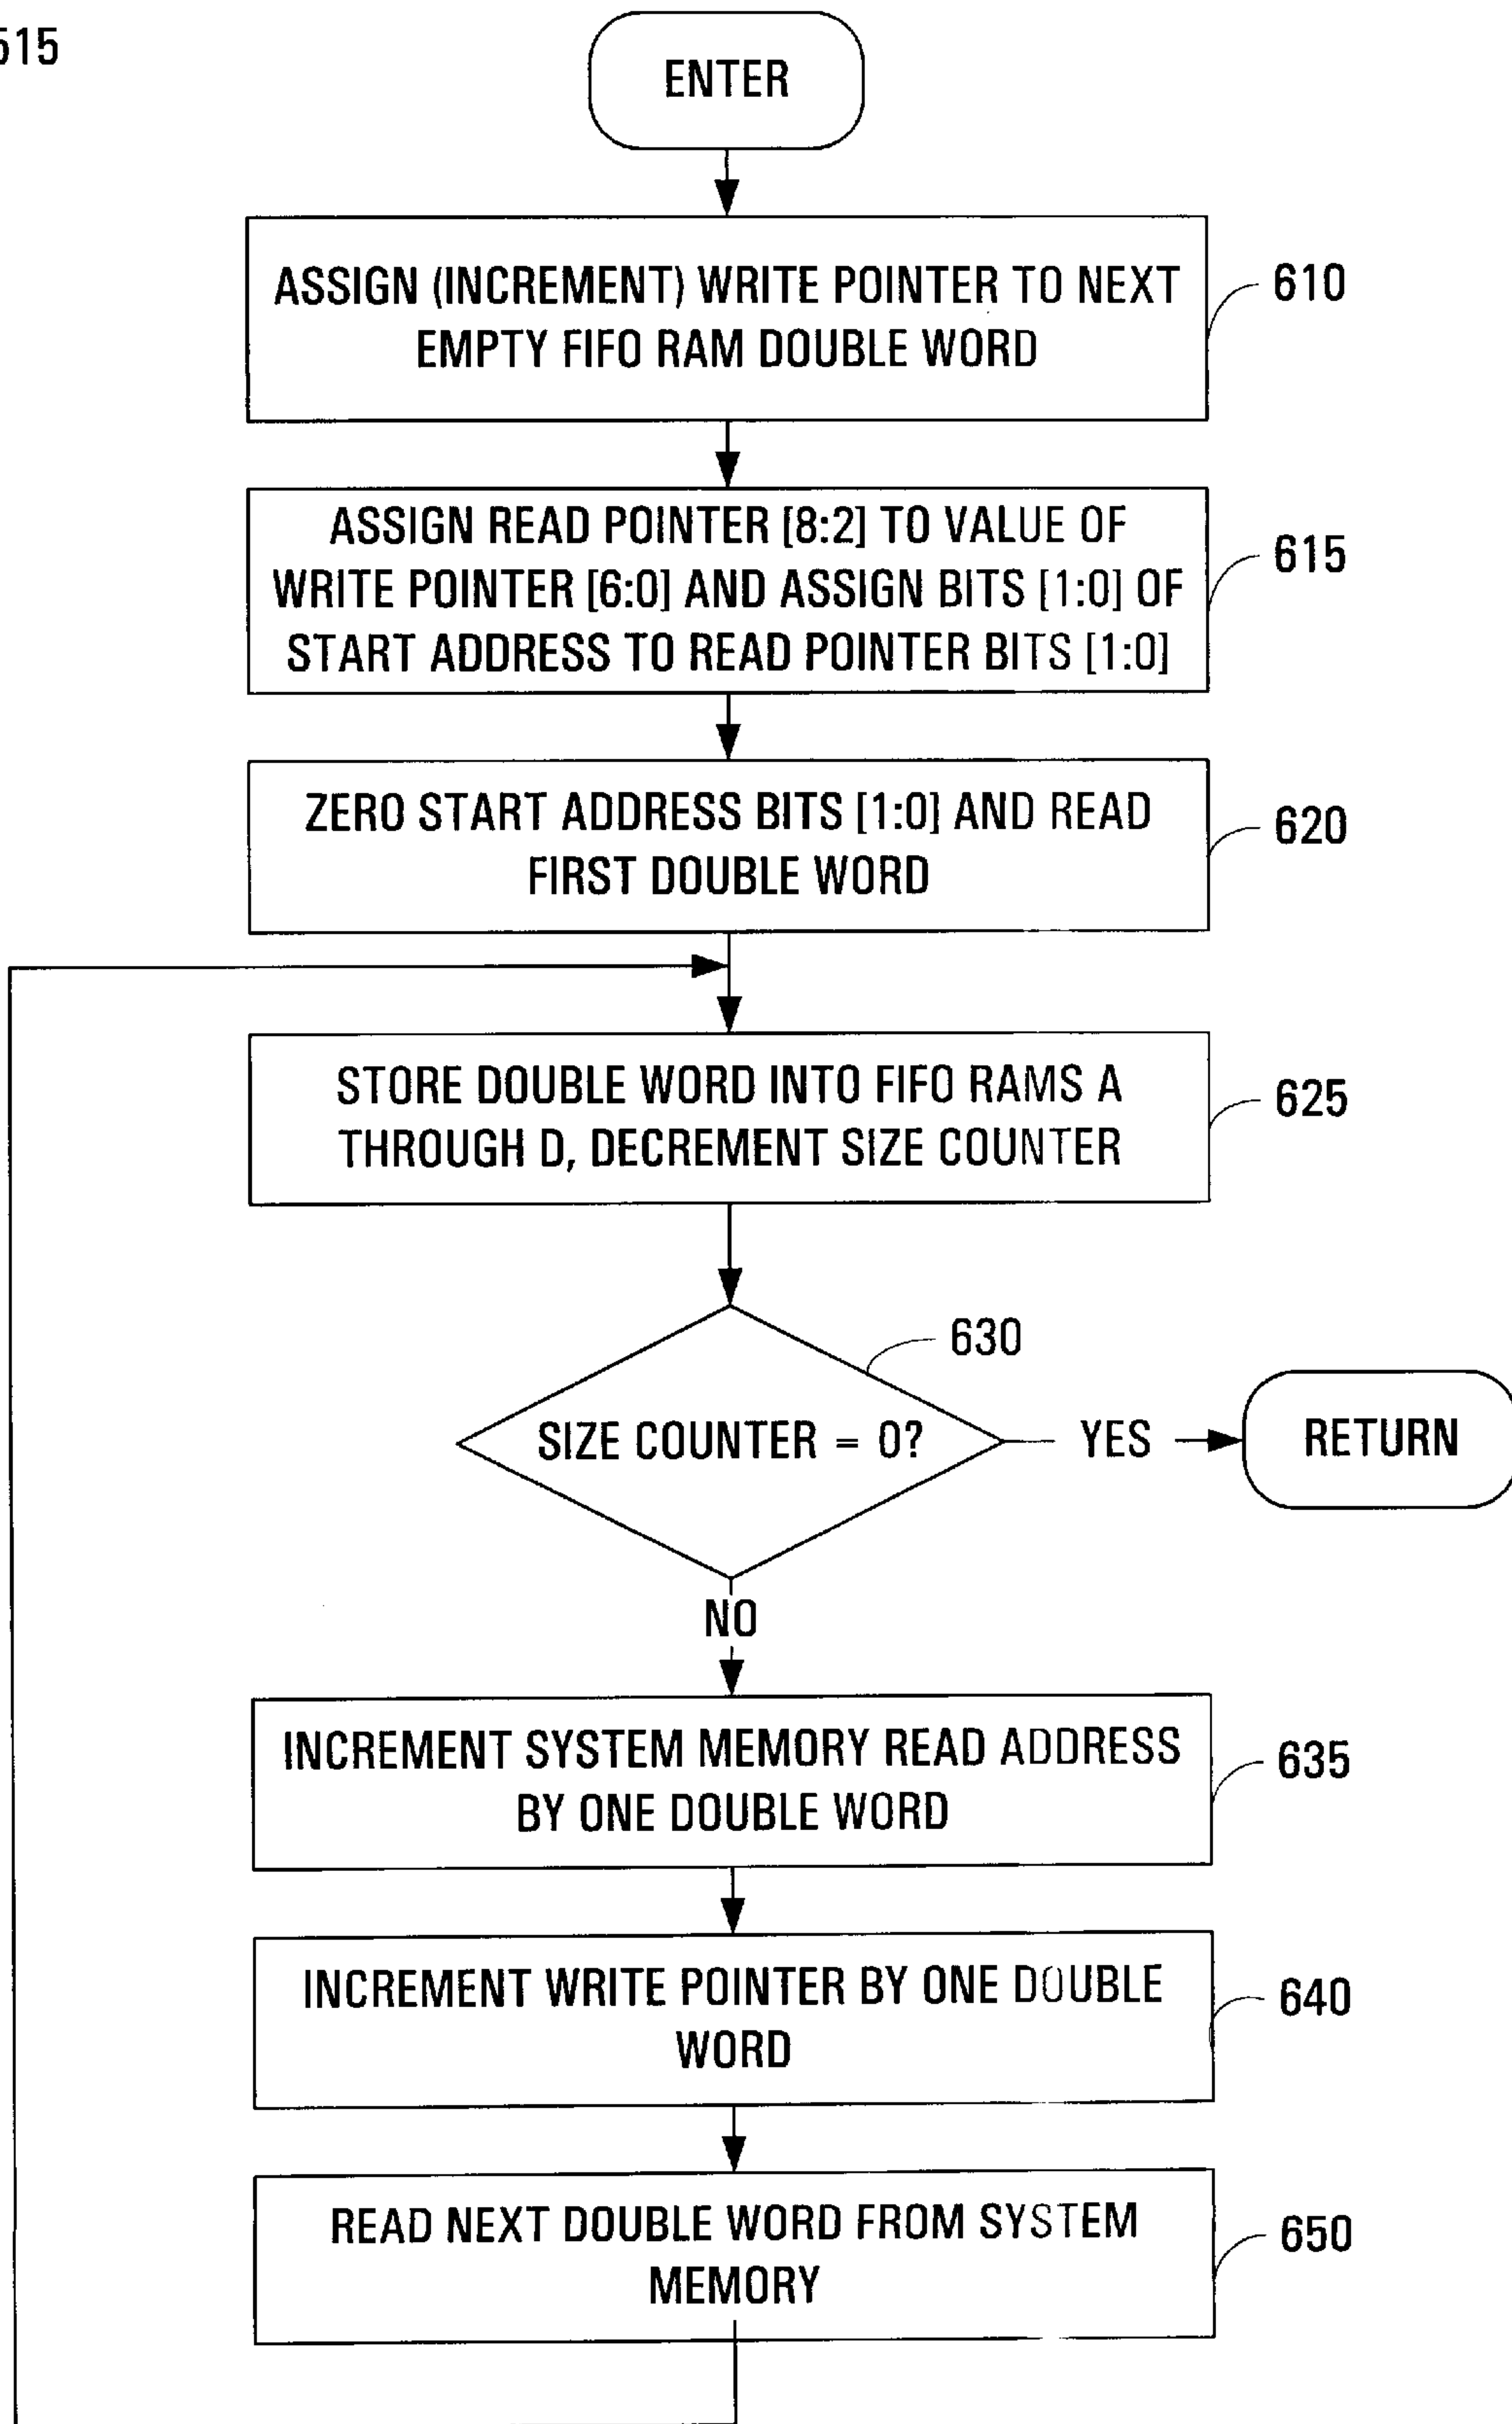 515
ENTER
ASSIGN (INCREMENT) WRITE POINTER TO NEXT
EMPTY FIFO RAM DOUBLE WORD
610
ASSIGN READ POINTER [8:2] TO VALUE OF
WRITE POINTER [6:0] AND ASSIGN BITS [1:0] OF
START ADDRESS TO READ POINTER BITS [1:0]
615
ZERO START ADDRESS BITS [1:0] AND READ
FIRST DOUBLE WORD
620
STORE DOUBLE WORD INTO FIFO RAMS A
THROUGH D, DECREMENT SIZE COUNTER
625
630
SIZE COUNTER = 0?
YES
RETURN
NO
INCREMENT SYSTEM MEMORY READ ADDRESS
BY ONE DOUBLE WORD
635
INCREMENT WRITE POINTER BY ONE DOUBLE
WORD
640
READ NEXT DOUBLE WORD FROM SYSTEM
MEMORY
650